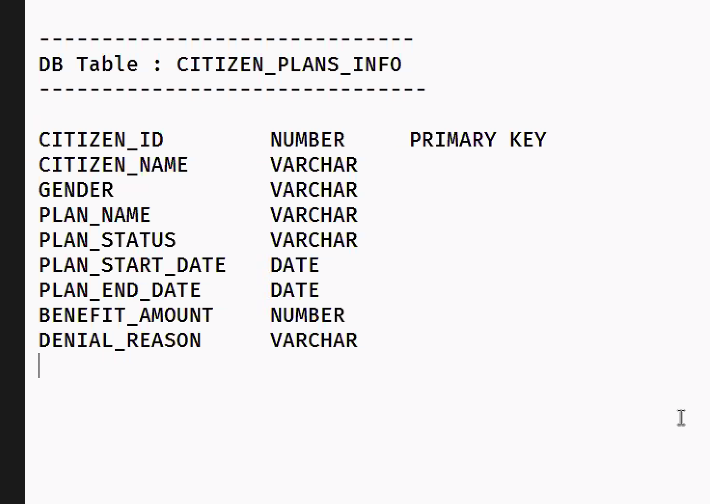 ------------------------------
DB Table : CITIZEN_PLANS_INFO
-------------------------------
CITIZEN_ID NUMBER PRIMARY KEY
CITIZEN_NAME VARCHAR
GENDER VARCHAR
PLAN_NAME VARCHAR
PLAN_STATUS VARCHAR
PLAN_START_DATE DATE
PLAN_END_DATE DATE
BENEFIT_AMOUNT NUMBER
DENIAL_REASON VARCHAR